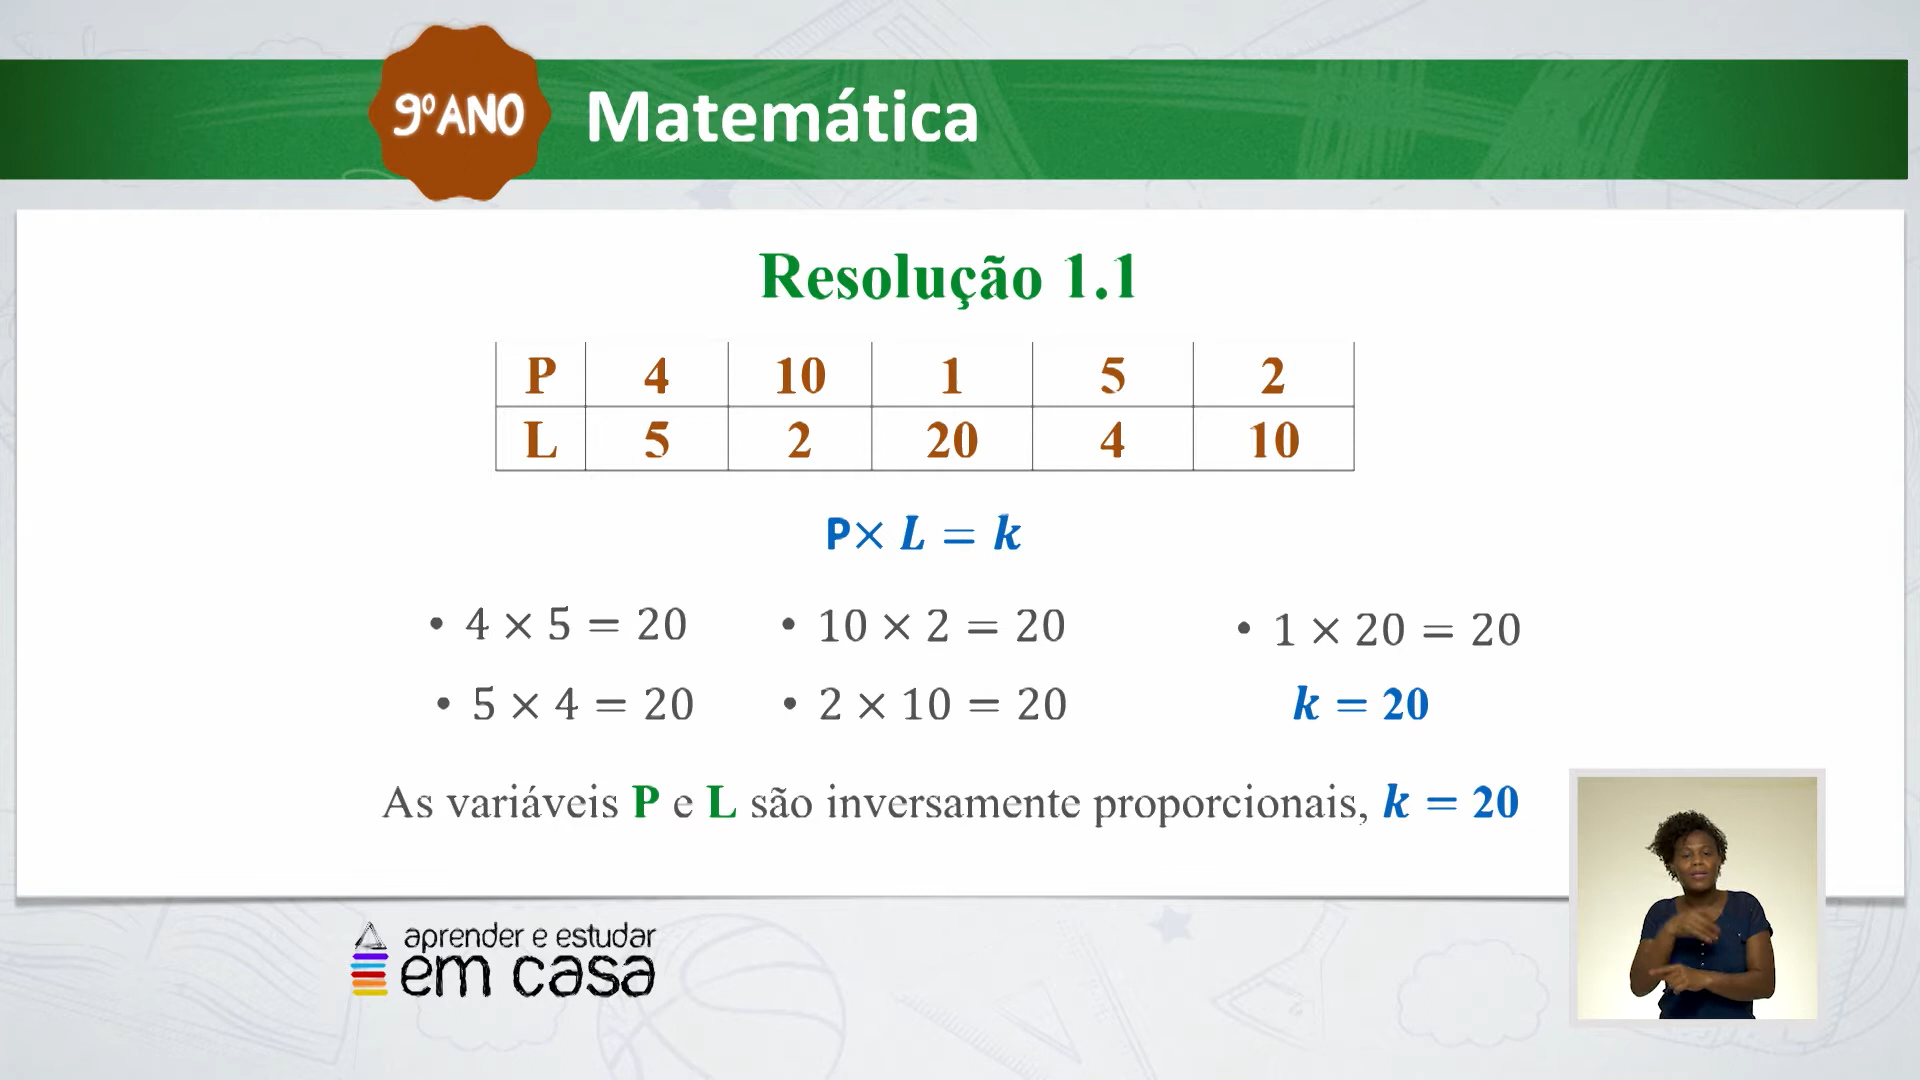 9º ANO
Matemática
Resolução 1.1
P 4 10 1 5 2
L 5 2 20 4 10
P× L = k
• 4 × 5 = 20 • 10 × 2 = 20 • 1 × 20 = 20
• 5 × 4 = 20 • 2 × 10 = 20 k = 20
As variáveis P e L são inversamente proporcionais, k = 20
aprender e estudar
em casa